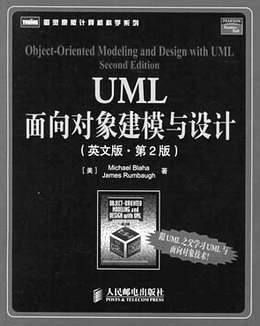 图灵原版计算机科学系列
PEARSON
Object-Oriented Modeling and Design with UML
Second Edition
UML
面向对象建模与设计
(英文版·第2版)
[美] Michael Blaha
James Rumbaugh 著
OBJECT-ORIENTED
MODELING AND
DESIGN WITH UML
跟UML之父学习UML与
面向对象技术!
人民邮电出版社
POSTS & TELECOM PRESS